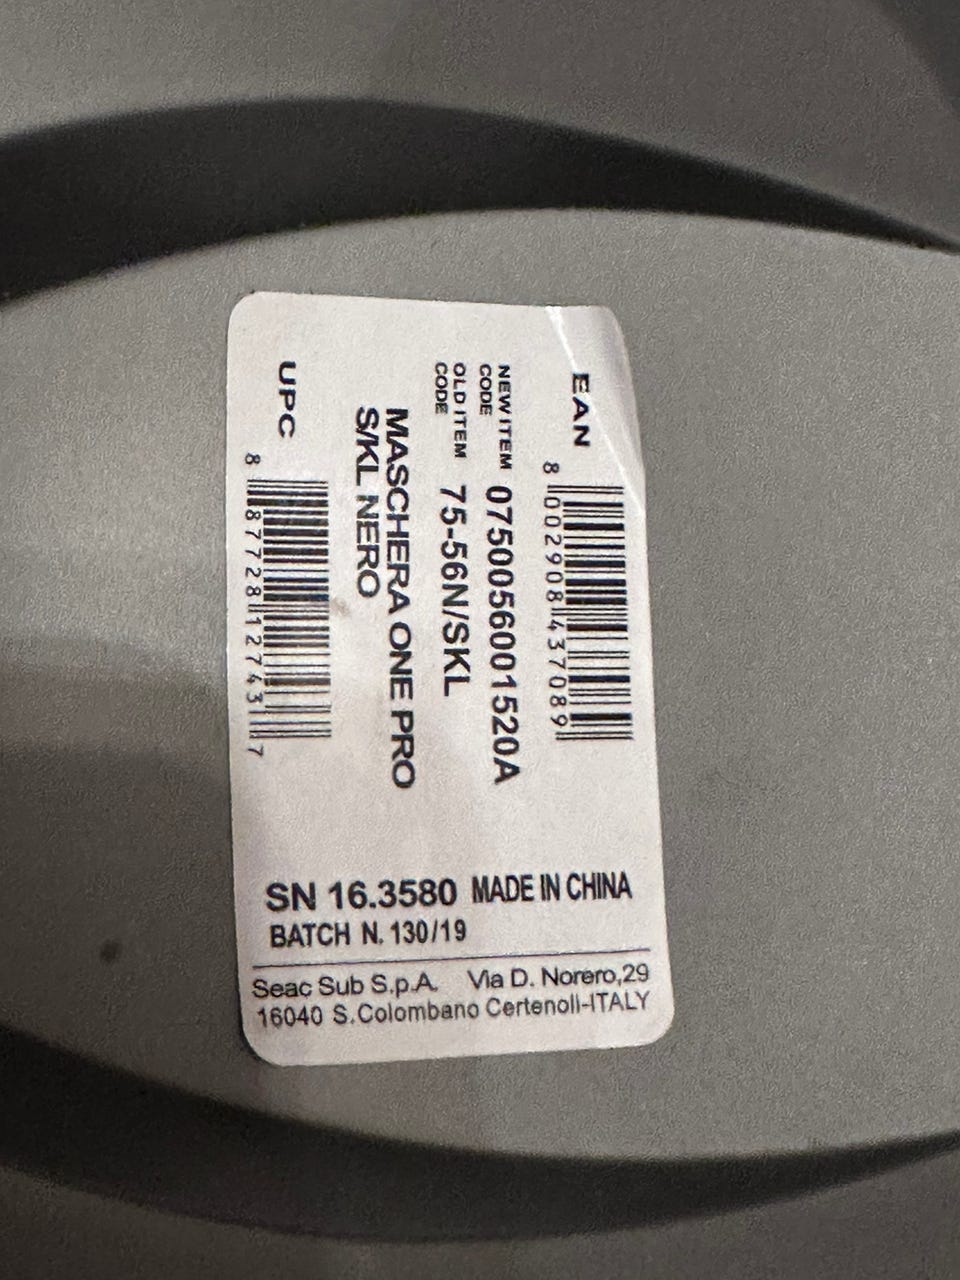 EAN
8 002908 437089
NEW ITEM CODE 0750056001520A
OLD ITEM CODE 75-56N/SKL
MASCHERA ONE PRO
S/KL NERO
UPC
8 87728 12743 7
SN 16.3580 MADE IN CHINA
BATCH N. 130/19
Seac Sub S.p.A. Via D. Norero,29
16040 S.Colombano Certenoli-ITALY